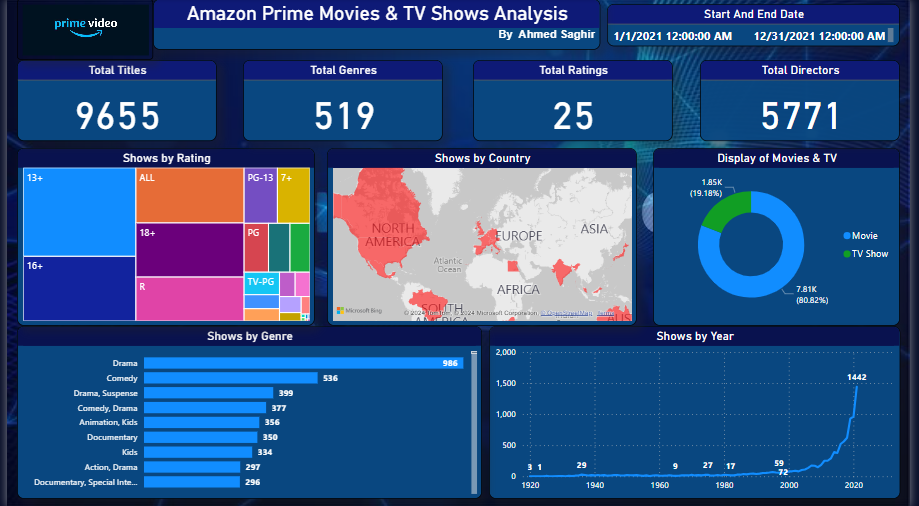 prime video
Amazon Prime Movies & TV Shows Analysis
By Ahmed Saghir
Start And End Date
1/1/2021 12:00:00 AM 12/31/2021 12:00:00 AM
Total Titles
9655
Total Genres
519
Total Ratings
25
Total Directors
5771
Shows by Rating
13+
16+
ALL
18+
R
PG-13
7+
PG
TV-PG
Shows by Country
NORTH
AMERICA
EUROPE
ASIA
Atlantic
Ocean
AFRICA
SOUTH
AMERICA
AUS
Microsoft Bing
© 2024 Microsoft Corporation, © OpenStreetMap Terms
Display of Movies & TV
1.85K
(19.18%)
7.81K
(80.82%)
Movie
TV Show
Shows by Genre
Drama 986
Comedy 536
Drama, Suspense 399
Comedy, Drama 377
Animation, Kids 356
Documentary 350
Kids 334
Action, Drama 297
Documentary, Special Inte... 296
Shows by Year
2,000
1,500
1,000
500
0
3 1 29 9 27 17 59 72 1442
1920 1940 1960 1980 2000 2020